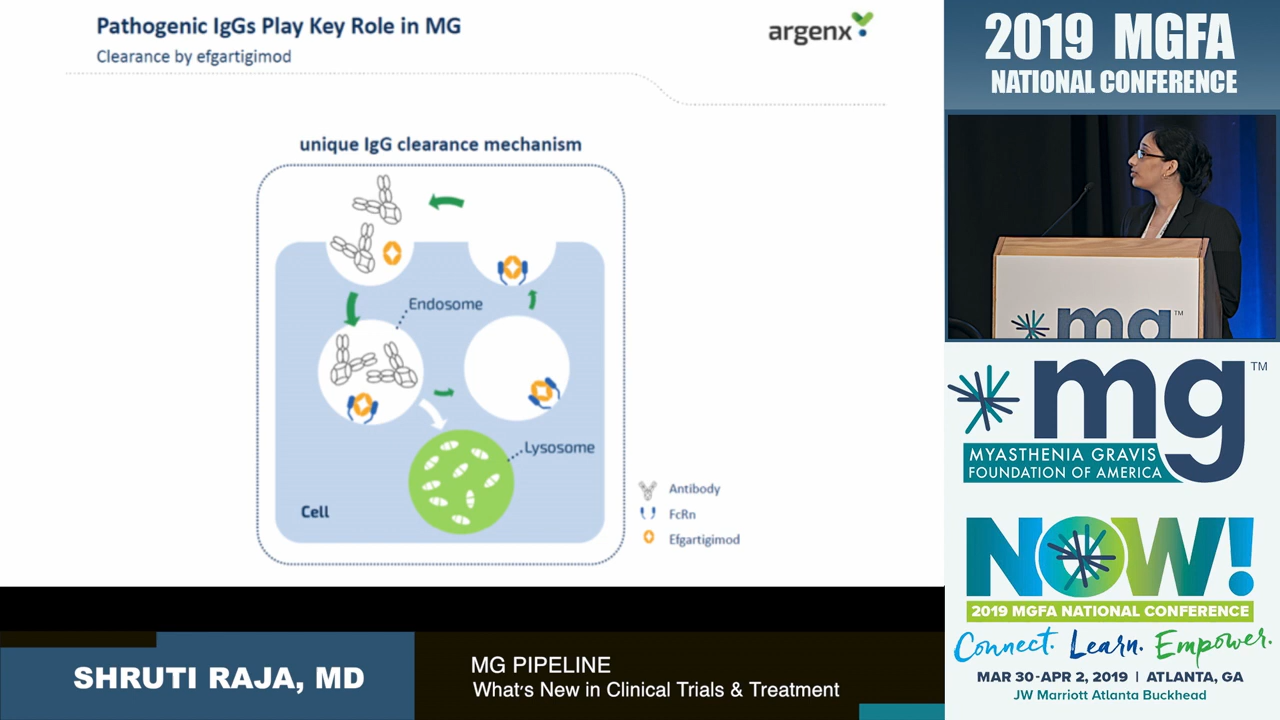 Pathogenic IgGs Play Key Role in MG
Clearance by efgartigimod
argenx
unique IgG clearance mechanism
Endosome
Lysosome
Cell
Antibody
FcRn
Efgartigimod
2019 MGFA
NATIONAL CONFERENCE
mg TM
mg TM
MYASTHENIA GRAVIS
FOUNDATION OF AMERICA
NOW!
2019 MGFA NATIONAL CONFERENCE
Connect. Learn. Empower.
MAR 30-APR 2, 2019 | ATLANTA, GA
JW Marriott Atlanta Buckhead
SHRUTI RAJA, MD
MG PIPELINE
What's New in Clinical Trials & Treatment